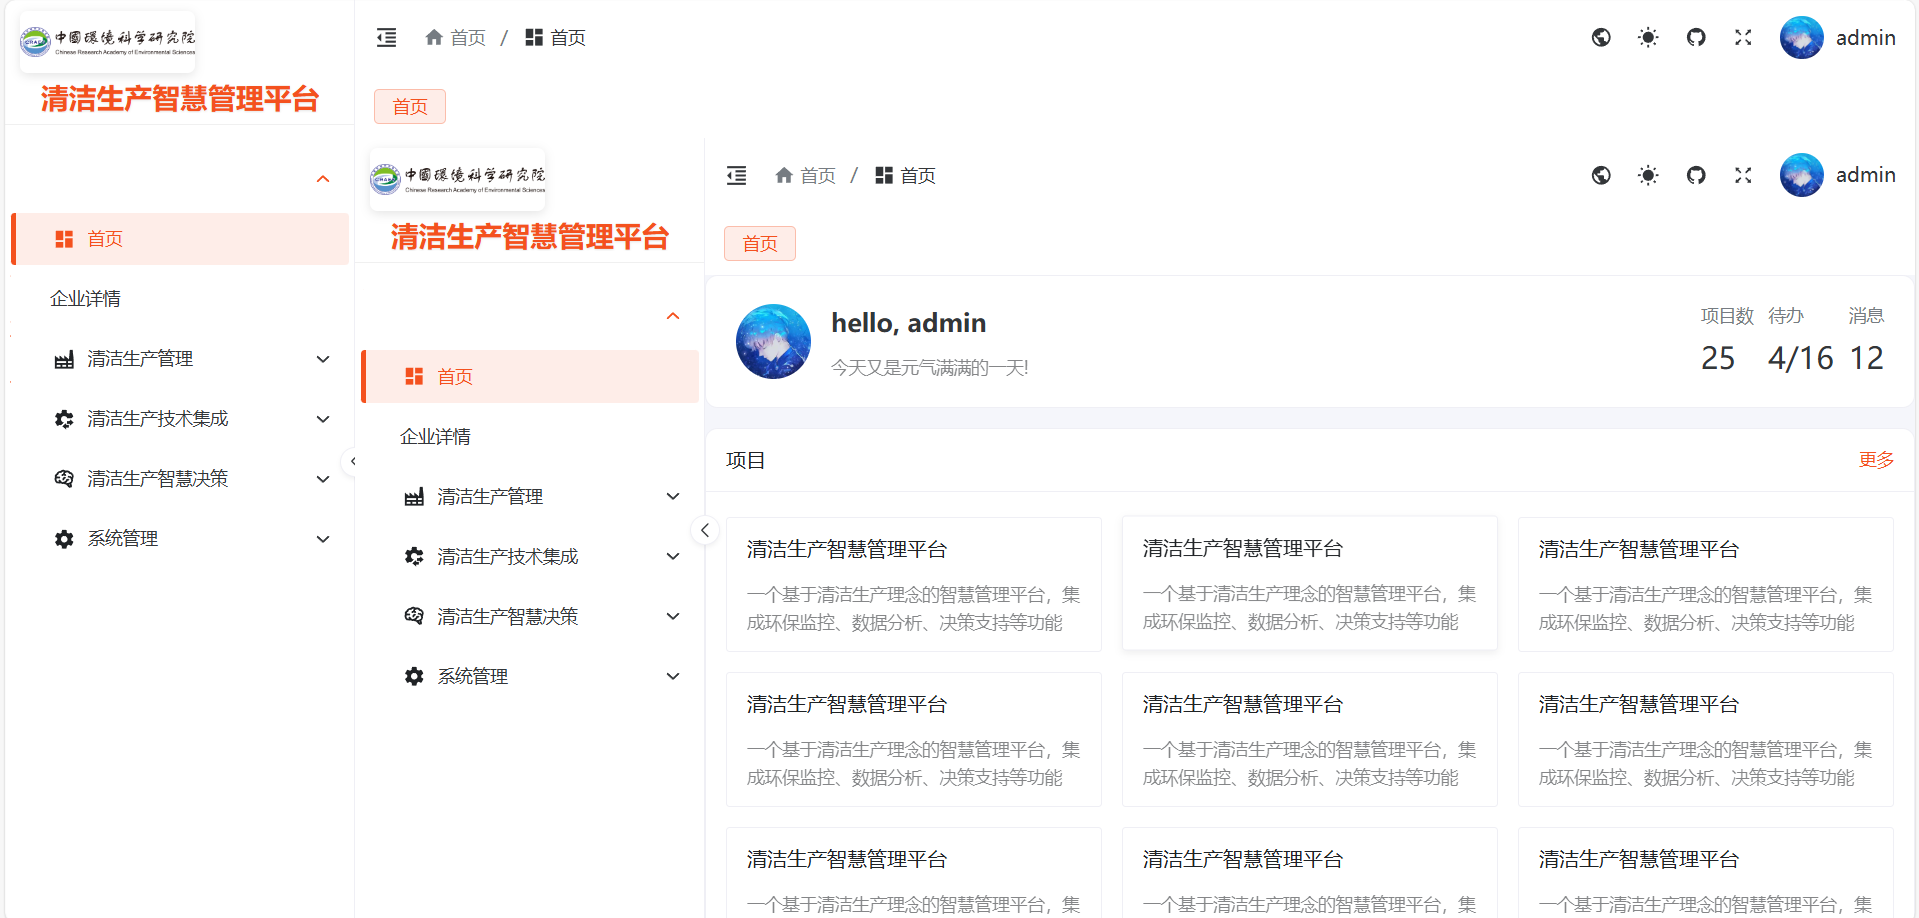 中國環境科学研究院
Chinese Research Academy of Environmental Sciences
清洁生产智慧管理平台
首页
企业详情
清洁生产管理
清洁生产技术集成
清洁生产智慧决策
系统管理
首页 / 首页
admin
首页
中國環境科学研究院
Chinese Research Academy of Environmental Sciences
清洁生产智慧管理平台
首页
企业详情
清洁生产管理
清洁生产技术集成
清洁生产智慧决策
系统管理
首页 / 首页
admin
首页
hello, admin
今天又是元气满满的一天!
项目数 待办 消息
25 4/16 12
项目
更多
清洁生产智慧管理平台
一个基于清洁生产理念的智慧管理平台，集
成环保监控、数据分析、决策支持等功能
清洁生产智慧管理平台
一个基于清洁生产理念的智慧管理平台，集
成环保监控、数据分析、决策支持等功能
清洁生产智慧管理平台
一个基于清洁生产理念的智慧管理平台，集
成环保监控、数据分析、决策支持等功能
清洁生产智慧管理平台
一个基于清洁生产理念的智慧管理平台，集
成环保监控、数据分析、决策支持等功能
清洁生产智慧管理平台
一个基于清洁生产理念的智慧管理平台，集
成环保监控、数据分析、决策支持等功能
清洁生产智慧管理平台
一个基于清洁生产理念的智慧管理平台，集
成环保监控、数据分析、决策支持等功能
清洁生产智慧管理平台
一个基于清洁生产理念的智慧管理平台，集
清洁生产智慧管理平台
一个基于清洁生产理念的智慧管理平台，集
清洁生产智慧管理平台
一个基于清洁生产理念的智慧管理平台，集